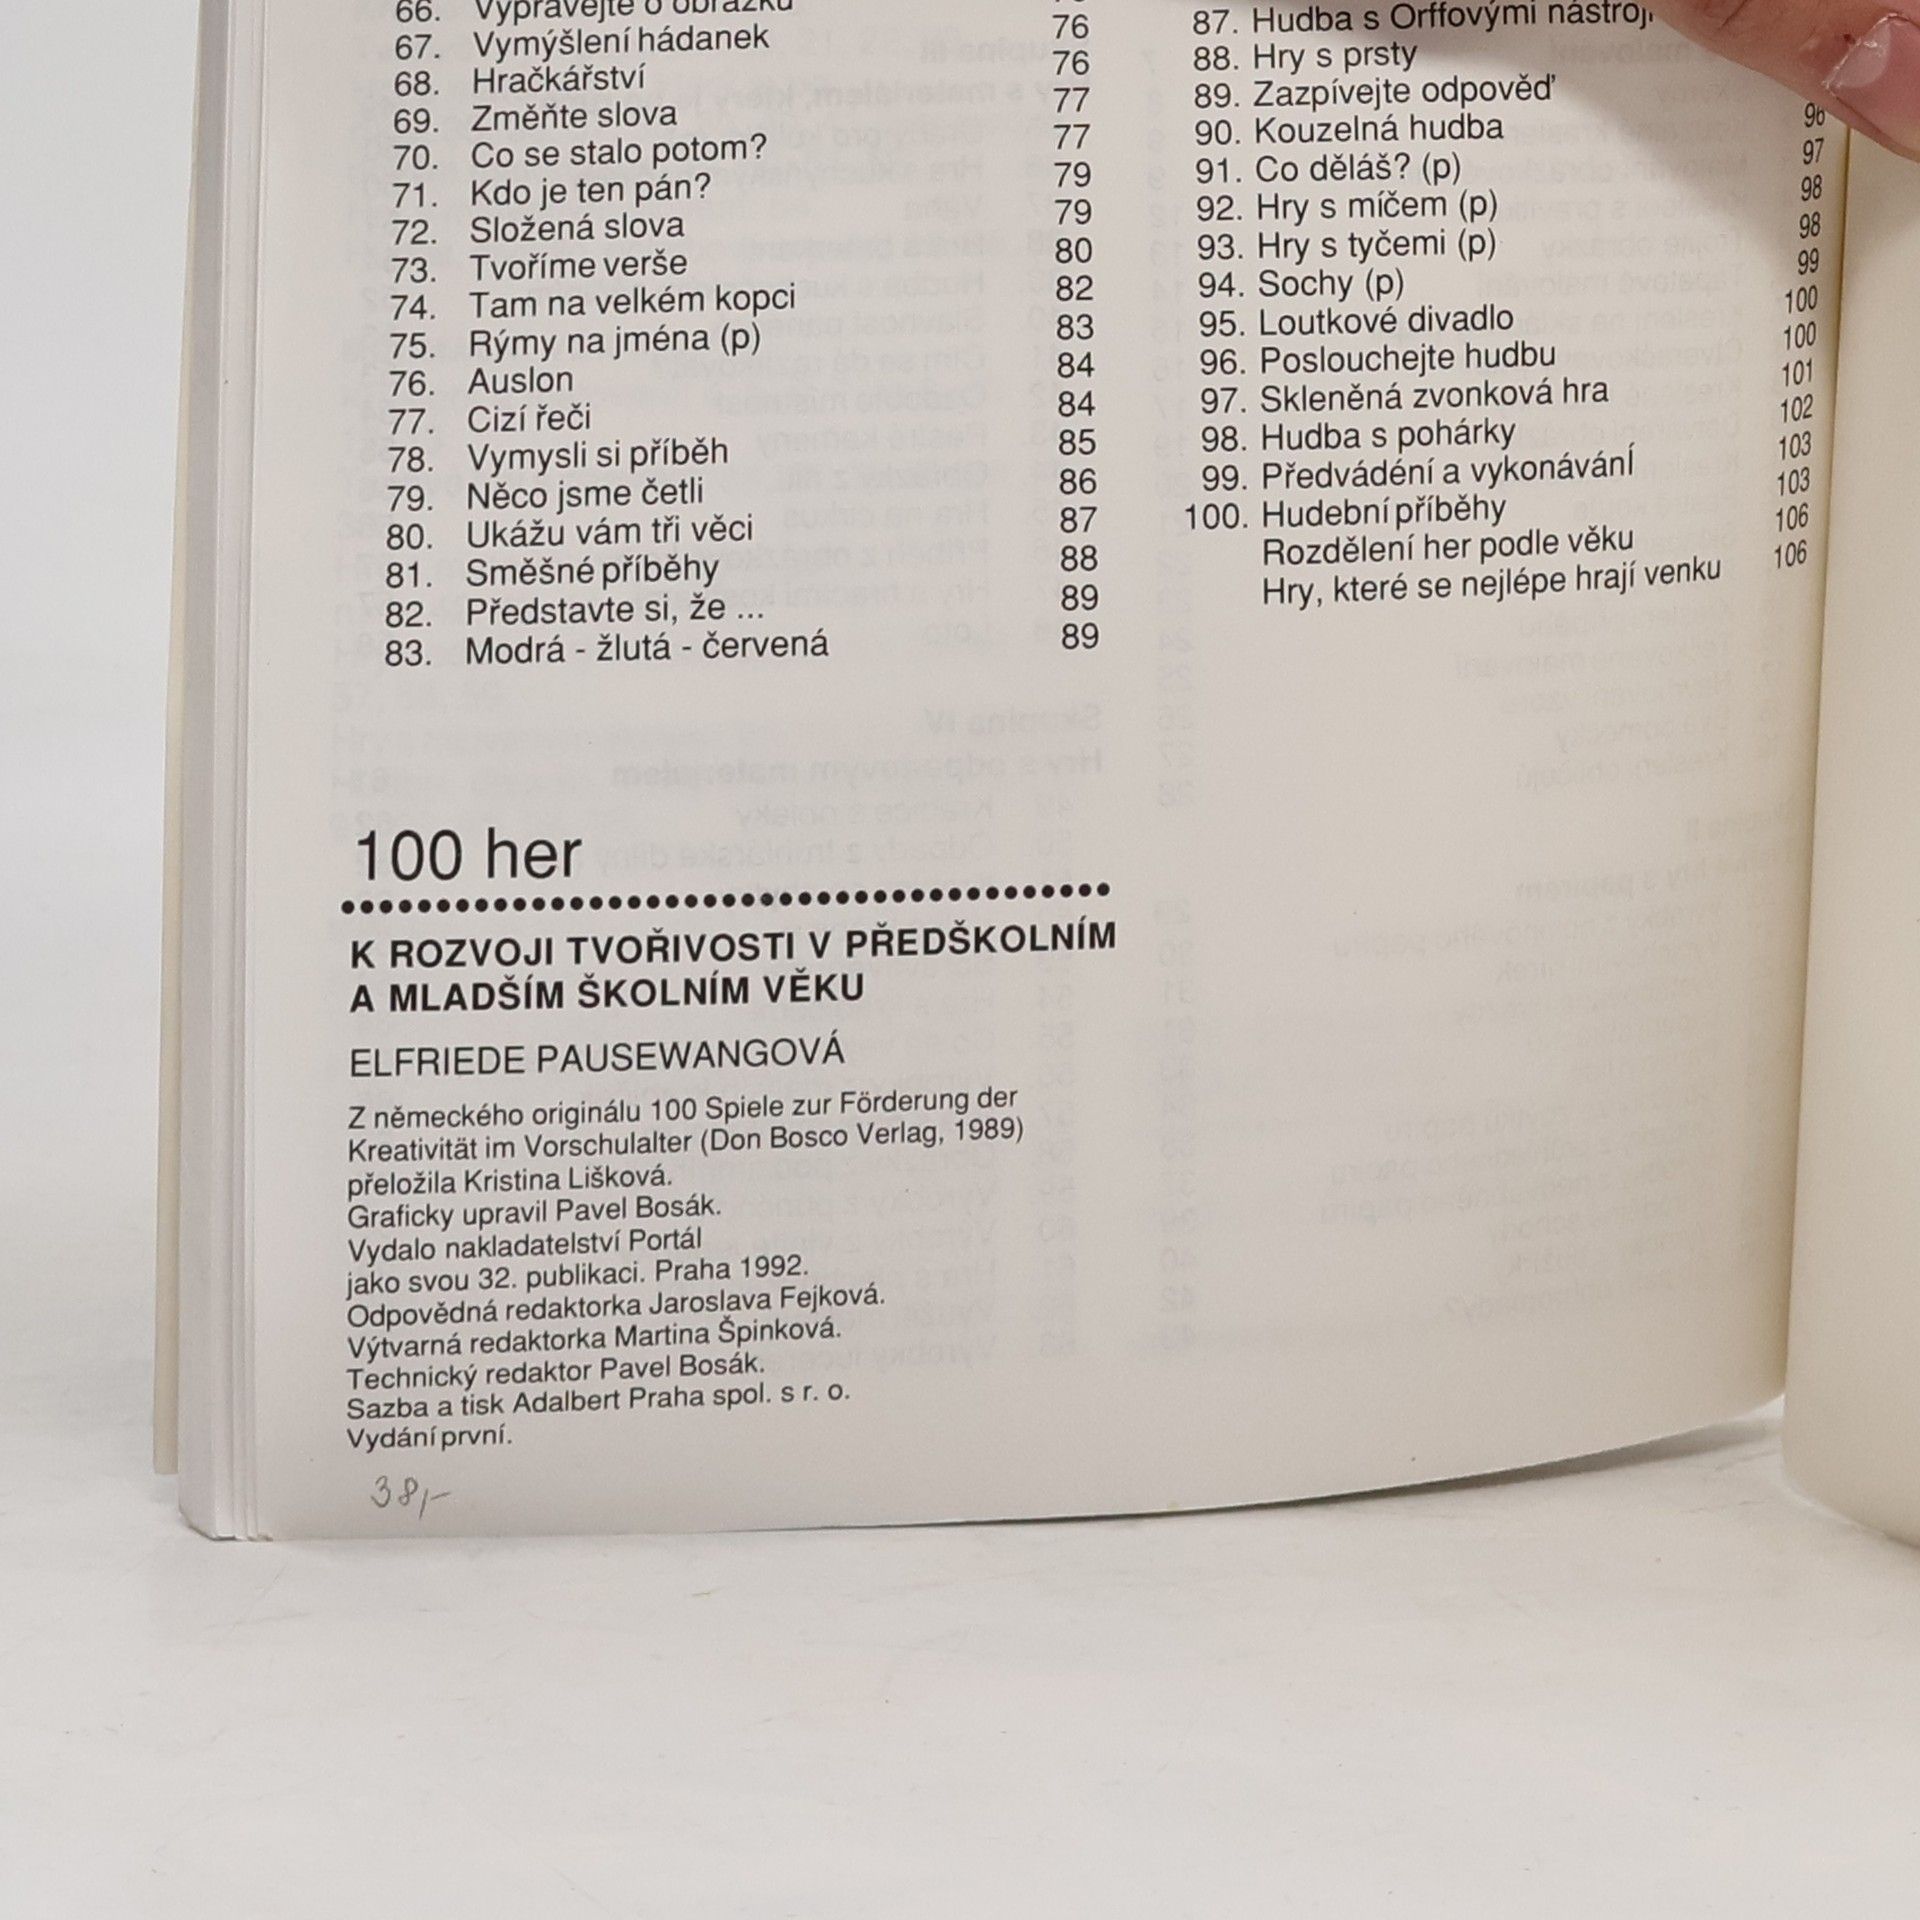 66. Vyprávějte o obrázku
67. Vymýšlení hádanek 76
68. Hračkářství 76
69. Změňte slova 77
70. Co se stalo potom? 77
71. Kdo je ten pán? 79
72. Složená slova 79
73. Tvoříme verše 80
74. Tam na velkém kopci 82
75. Rýmy na jména (p) 83
76. Auslon 84
77. Cizí řeči 84
78. Vymysli si příběh 85
79. Něco jsme četli 86
80. Ukážu vám tři věci 87
81. Směšné příběhy 88
82. Představte si, že ... 89
83. Modrá - žlutá - červená 89
87. Hudba s Orffovými nástroji
88. Hry s prsty
89. Zazpívejte odpověď
90. Kouzelná hudba 96
91. Co děláš? (p) 97
92. Hry s míčem (p) 98
93. Hry s tyčemi (p) 98
94. Sochy (p) 99
95. Loutkové divadlo 100
96. Poslouchejte hudbu 100
97. Skleněná zvonková hra 101
98. Hudba s pohárky 102
99. Předvádéní a vykonávaní 103
100. Hudební příběhy 103
Rozdělení her podle věku 106
Hry, které se nejlépe hrají venku 106
100 her
K ROZVOJI TVOŘIVOSTI V PŘEDŠKOLNÍM
A MLADŠÍM ŠKOLNÍM VĚKU
ELFRIEDE PAUSEWANGOVÁ
Z německého originálu 100 Spiele zur Förderung der
Kreativität im Vorschulalter (Don Bosco Verlag, 1989)
přeložila Kristina Lišková.
Graficky upravil Pavel Bosák.
Vydalo nakladatelství Portál
jako svou 32. publikaci. Praha 1992.
Odpovědná redaktorka Jaroslava Fejková.
Výtvarná redaktorka Martina Špinková.
Technický redaktor Pavel Bosák.
Sazba a tisk Adalbert Praha spol. s r. o.
Vydání první.
38,-